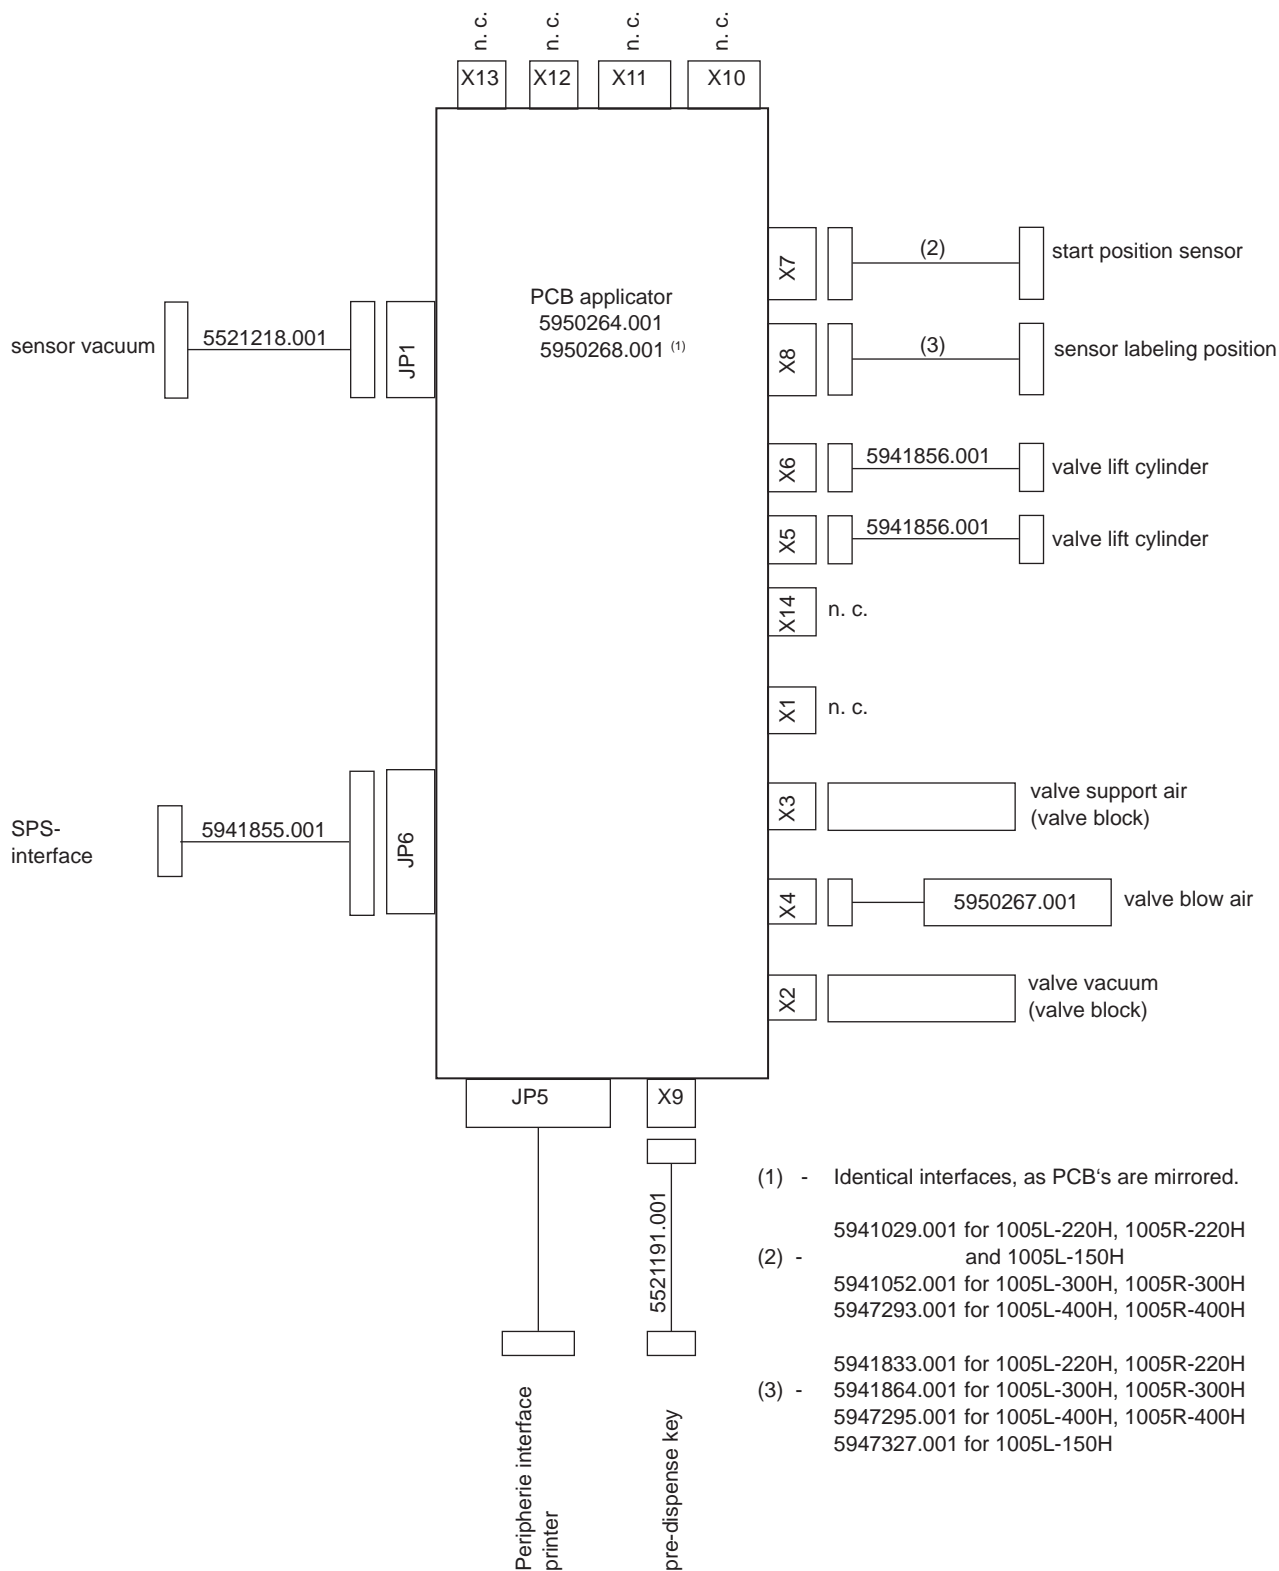 n. c.
n. c.
n. c.
n. c.
X13
X12
X11
X10
PCB applicator
5950264.001
5950268.001 (1)
sensor vacuum
5521218.001
JP1
SPS-
interface
5941855.001
JP6
X7
(2)
start position sensor
X8
(3)
sensor labeling position
X6
5941856.001
valve lift cylinder
X5
5941856.001
valve lift cylinder
X14
n. c.
X1
n. c.
X3
valve support air
(valve block)
X4
5950267.001
valve blow air
X2
valve vacuum
(valve block)
JP5
X9
5521191.001
Peripherie interface
printer
pre-dispense key
(1) - Identical interfaces, as PCB‘s are mirrored.
5941029.001 for 1005L-220H, 1005R-220H
(2) - and 1005L-150H
5941052.001 for 1005L-300H, 1005R-300H
5947293.001 for 1005L-400H, 1005R-400H
5941833.001 for 1005L-220H, 1005R-220H
(3) - 5941864.001 for 1005L-300H, 1005R-300H
5947295.001 for 1005L-400H, 1005R-400H
5947327.001 for 1005L-150H